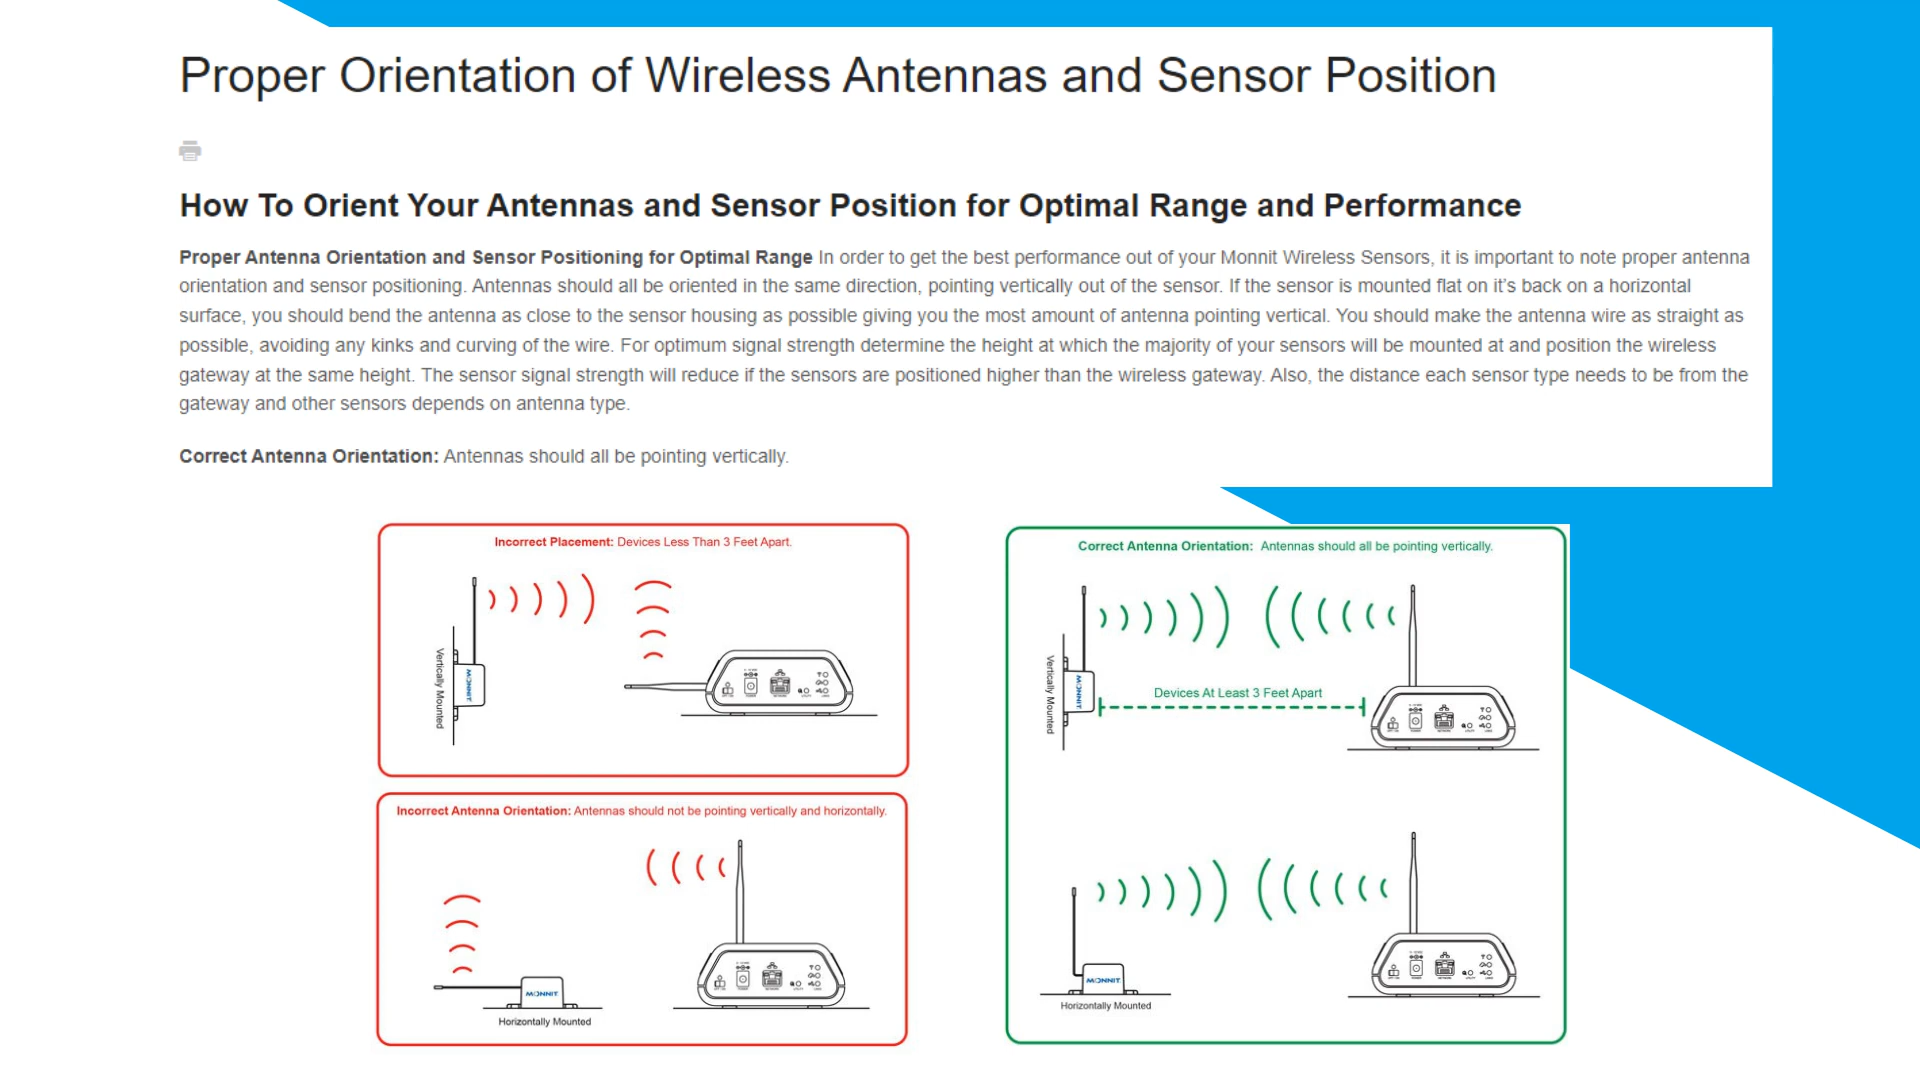 Proper Orientation of Wireless Antennas and Sensor Position
How To Orient Your Antennas and Sensor Position for Optimal Range and Performance
Proper Antenna Orientation and Sensor Positioning for Optimal Range In order to get the best performance out of your Monnit Wireless Sensors, it is important to note proper antenna
orientation and sensor positioning. Antennas should all be oriented in the same direction, pointing vertically out of the sensor. If the sensor is mounted flat on it's back on a horizontal
surface, you should bend the antenna as close to the sensor housing as possible giving you the most amount of antenna pointing vertical. You should make the antenna wire as straight as
possible, avoiding any kinks and curving of the wire. For optimum signal strength determine the height at which the majority of your sensors will be mounted at and position the wireless
gateway at the same height. The sensor signal strength will reduce if the sensors are positioned higher than the wireless gateway. Also, the distance each sensor type needs to be from the
gateway and other sensors depends on antenna type.
Correct Antenna Orientation: Antennas should all be pointing vertically.
Incorrect Placement: Devices Less Than 3 Feet Apart.
Vertically Mounted
MONNIT
Incorrect Antenna Orientation: Antennas should not be pointing vertically and horizontally.
MONNIT
Horizontally Mounted
Correct Antenna Orientation: Antennas should all be pointing vertically.
Vertically Mounted
MONNIT
Devices At Least 3 Feet Apart
MONNIT
Horizontally Mounted